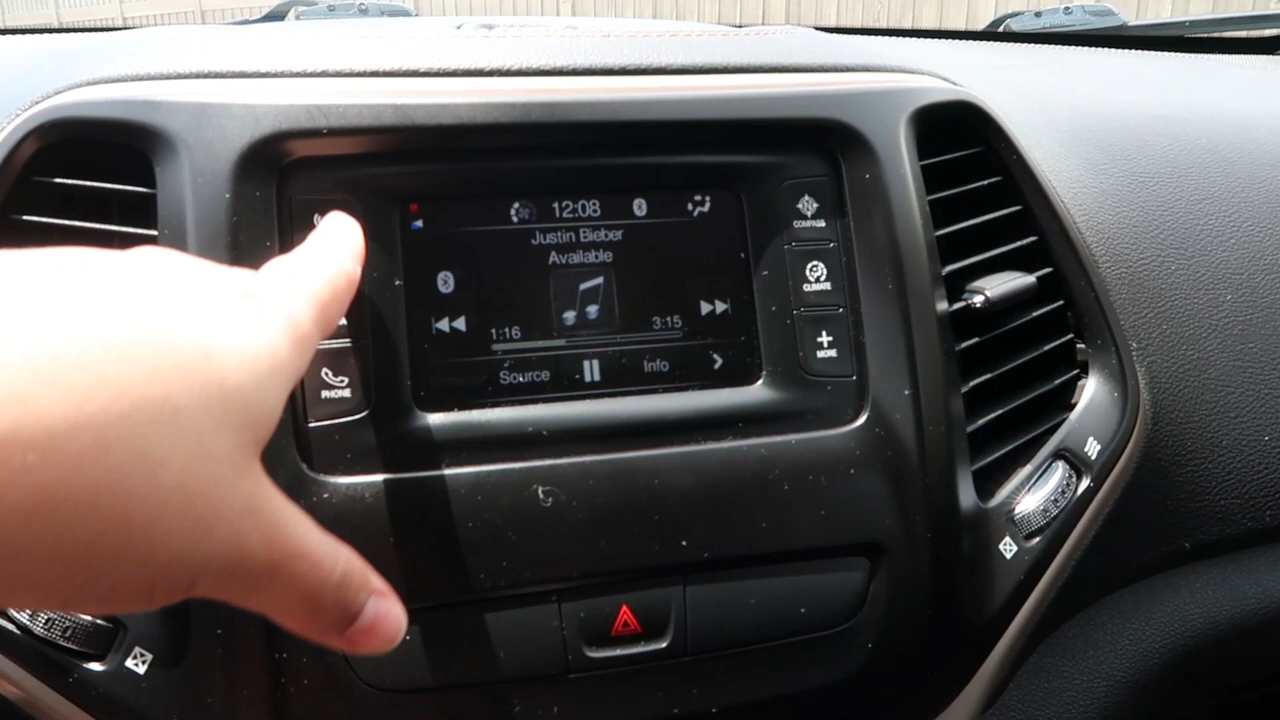 12:08
Justin Bieber
Available
1:16
3:15
Source
Info
COMPASS
CLIMATE
MORE
PHONE